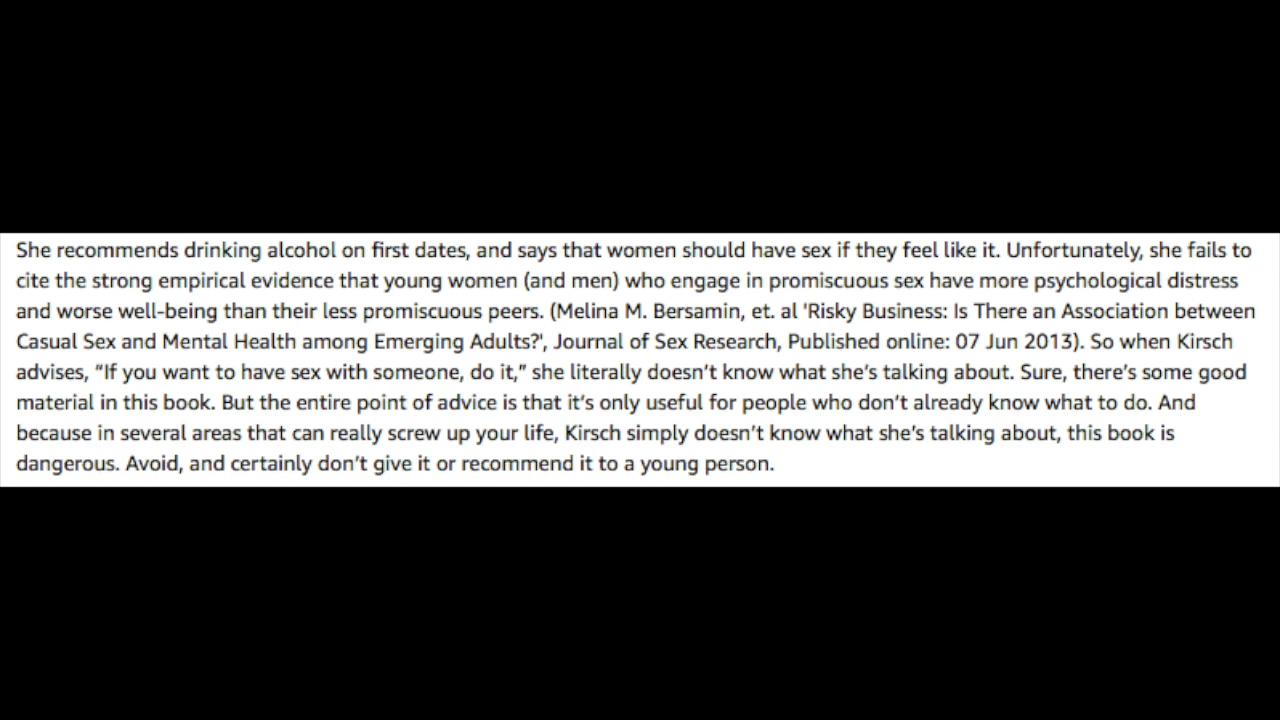 She recommends drinking alcohol on first dates, and says that women should have sex if they feel like it. Unfortunately, she fails to
cite the strong empirical evidence that young women (and men) who engage in promiscuous sex have more psychological distress
and worse well-being than their less promiscuous peers. (Melina M. Bersamin, et. al 'Risky Business: Is There an Association between
Casual Sex and Mental Health among Emerging Adults?', Journal of Sex Research, Published online: 07 Jun 2013). So when Kirsch
advises, “If you want to have sex with someone, do it,” she literally doesn’t know what she’s talking about. Sure, there’s some good
material in this book. But the entire point of advice is that it’s only useful for people who don’t already know what to do. And
because in several areas that can really screw up your life, Kirsch simply doesn’t know what she’s talking about, this book is
dangerous. Avoid, and certainly don’t give it or recommend it to a young person.